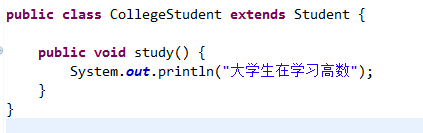 public class CollegeStudent extends Student {
public void study() {
System.out.println("大学生在学习高数");
}
}